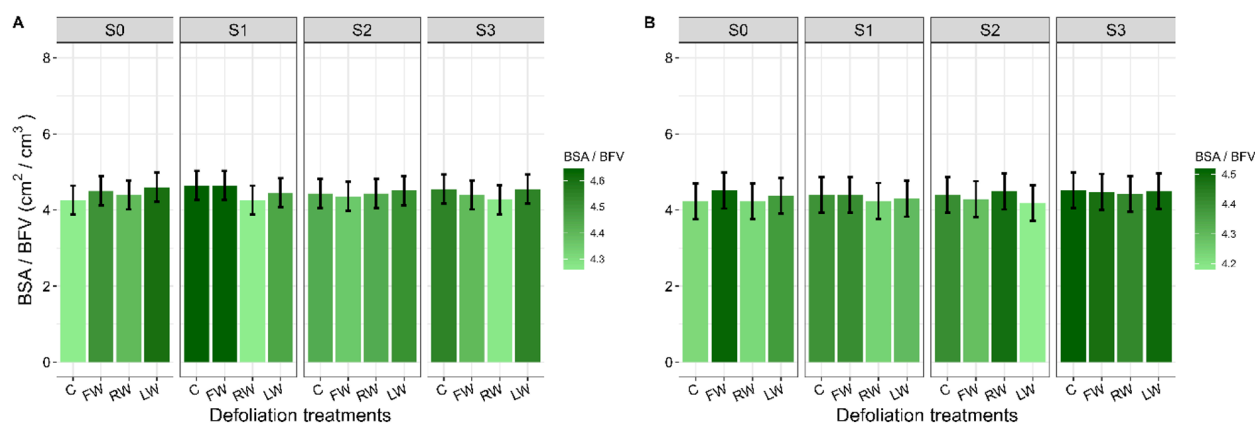 A
S0 S1 S2 S3
8
6
4
2
0
BSA / BFV (cm² / cm³)
C FW RW LW C FW RW LW C FW RW LW C FW RW LW
Defoliation treatments
BSA / BFV
4.6
4.5
4.4
4.3
B
S0 S1 S2 S3
8
6
4
2
0
C FW RW LW C FW RW LW C FW RW LW C FW RW LW
Defoliation treatments
BSA / BFV
4.5
4.4
4.3
4.2